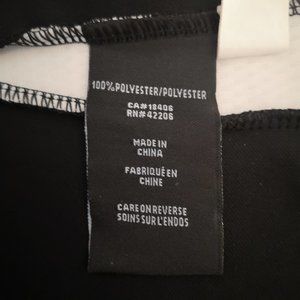 100% POLYESTER/POLYESTER
CA#18406
RN#42206
MADE IN
CHINA
FABRIQUÉ EN
CHINE
CARE ON REVERSE
SOINS SUR L'ENDOS